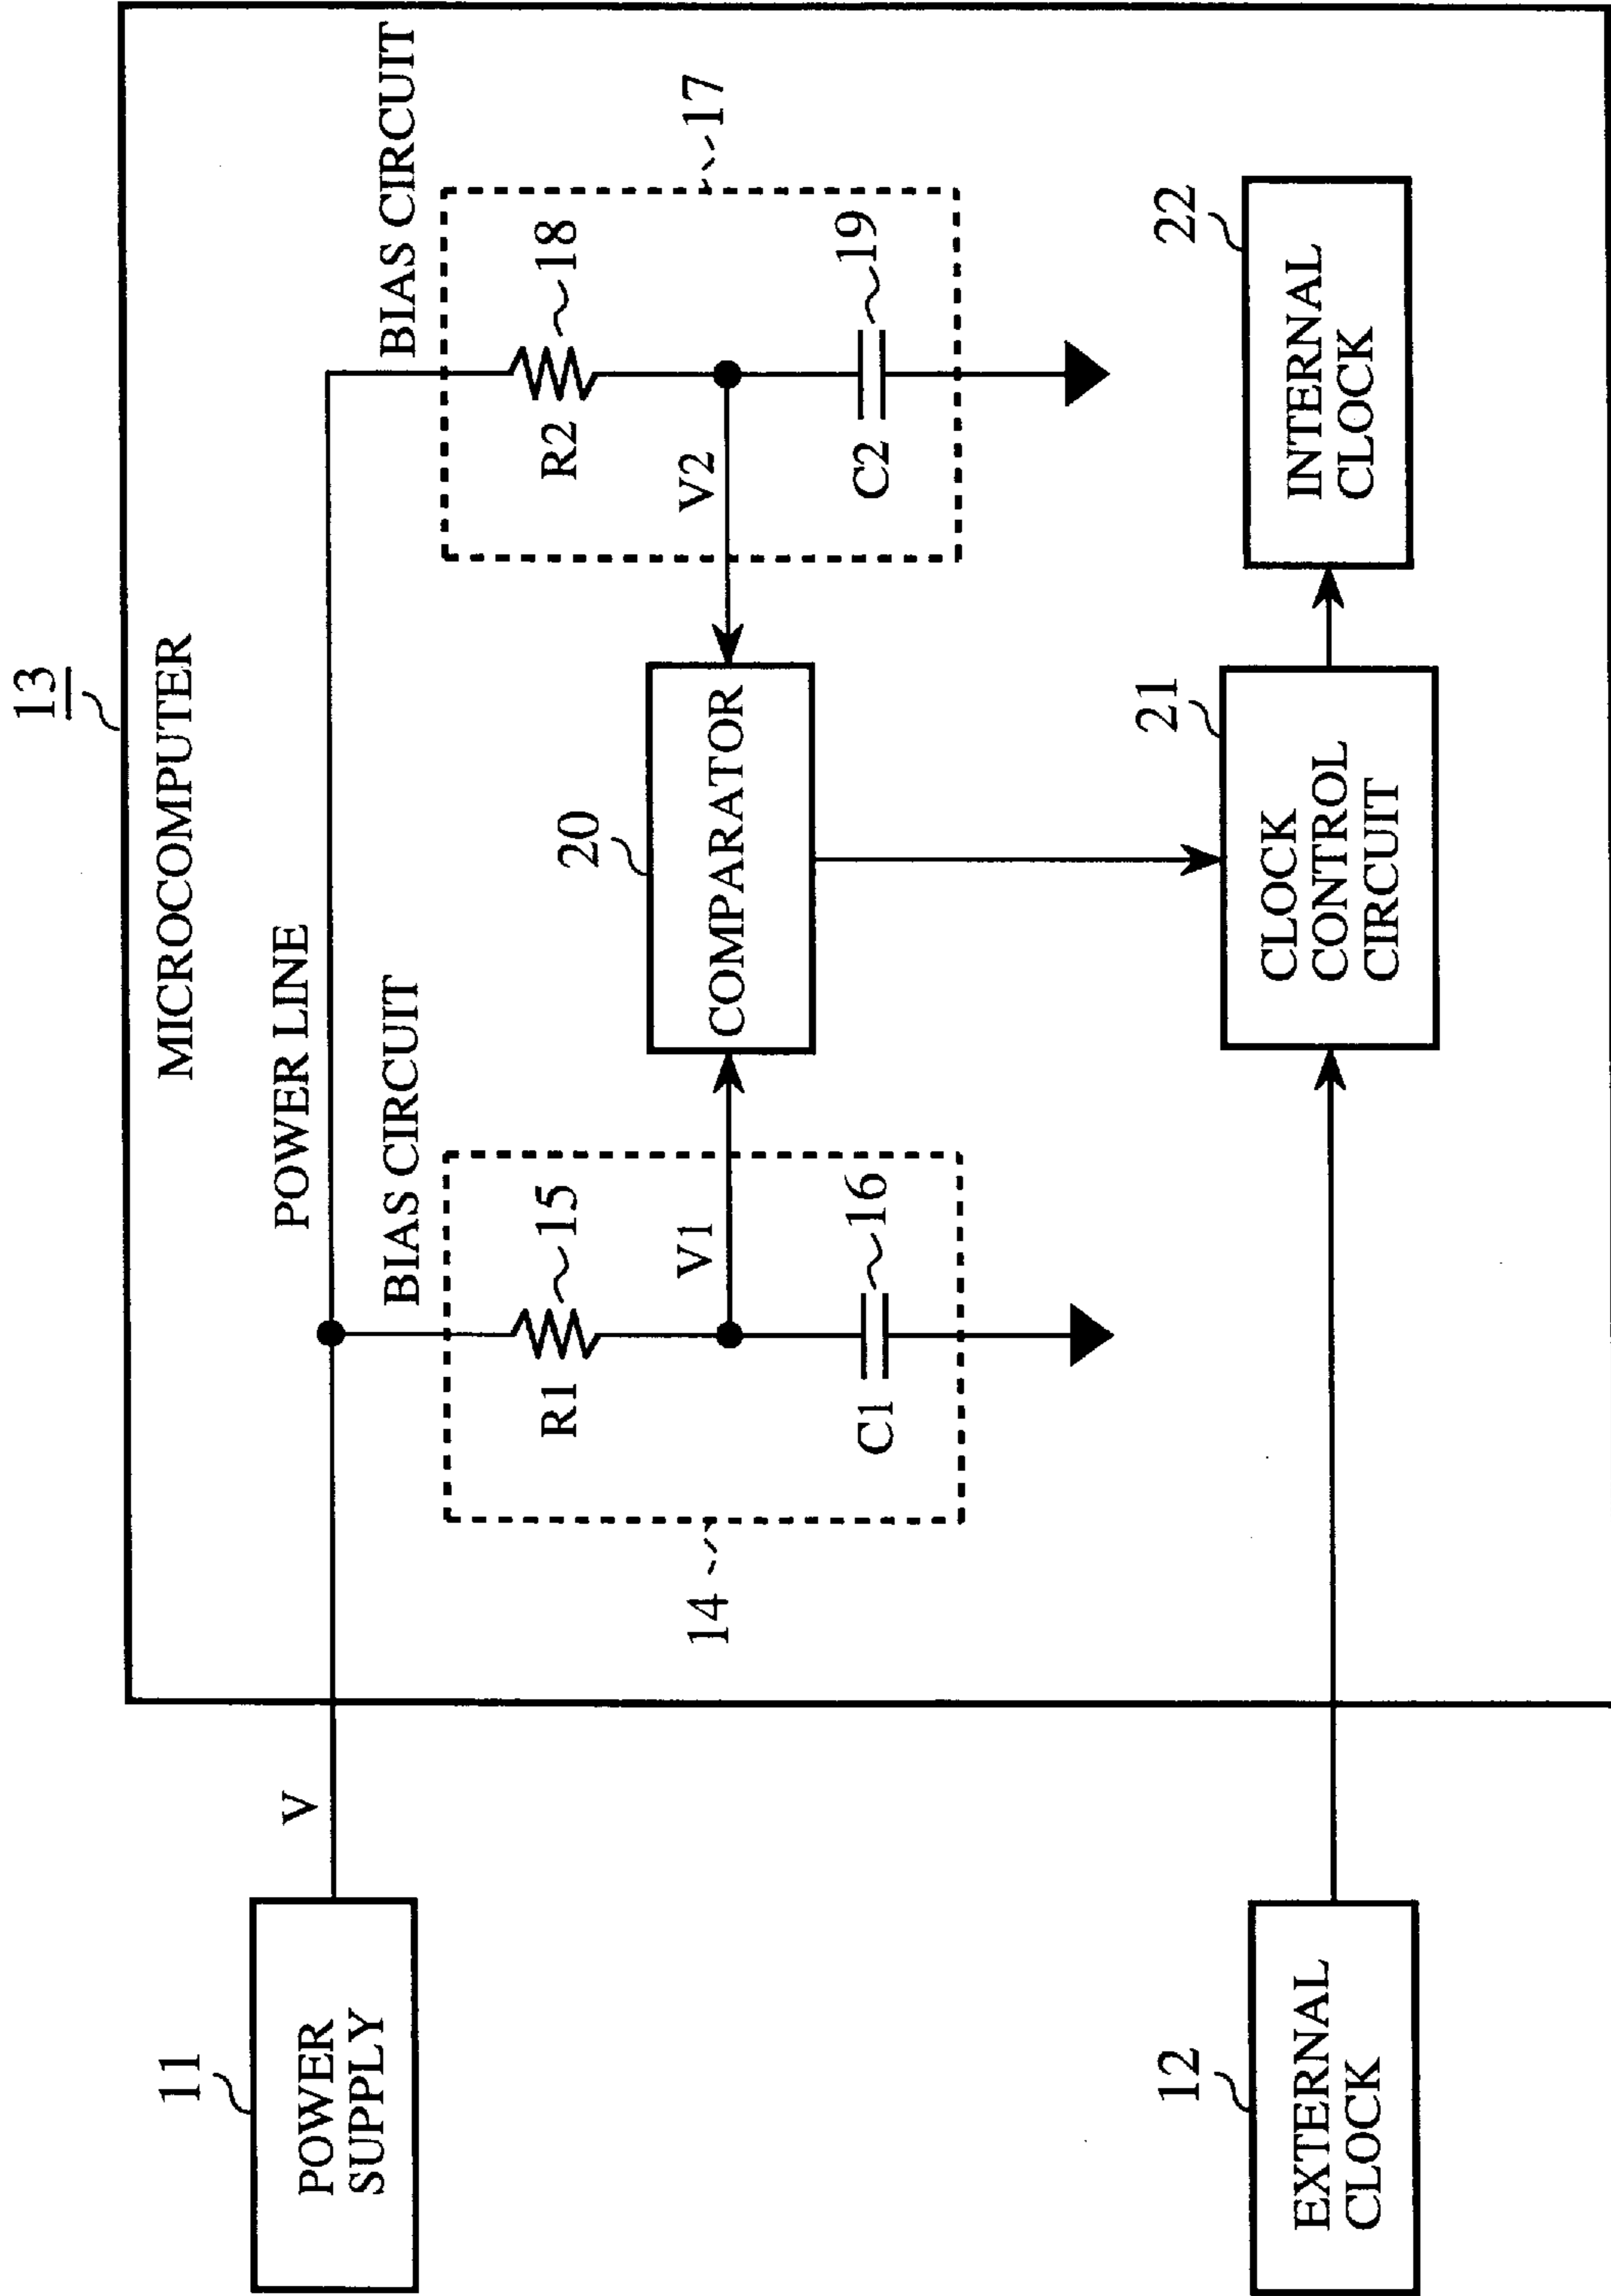 13
MICROCOMPUTER
11
POWER
SUPPLY
V
POWER LINE
BIAS CIRCUIT
BIAS CIRCUIT
14
R1
15
V1
C1
16
20
COMPARATOR
R2
18
V2
C2
19
17
12
EXTERNAL
CLOCK
21
CLOCK
CONTROL
CIRCUIT
22
INTERNAL
CLOCK